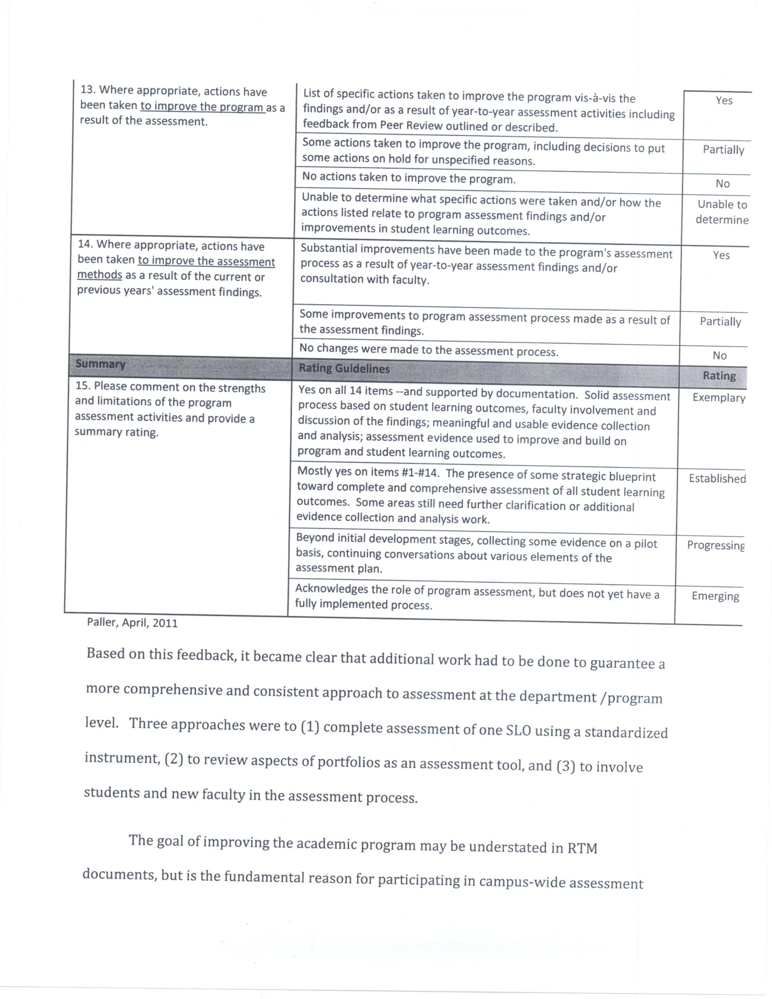 13. Where appropriate, actions have
been taken to improve the program as a
result of the assessment.
List of specific actions taken to improve the program vis-à-vis the
findings and/or as a result of year-to-year assessment activities including
feedback from Peer Review outlined or described.
Yes
Some actions taken to improve the program, including decisions to put
some actions on hold for unspecified reasons.
Partially
No actions taken to improve the program.
No
Unable to determine what specific actions were taken and/or how the
actions listed relate to program assessment findings and/or
improvements in student learning outcomes.
Unable to
determine
14. Where appropriate, actions have
been taken to improve the assessment
methods as a result of the current or
previous years' assessment findings.
Substantial improvements have been made to the program's assessment
process as a result of year-to-year assessment findings and/or
consultation with faculty.
Yes
Some improvements to program assessment process made as a result of
the assessment findings.
Partially
No changes were made to the assessment process.
No
Summary
Rating Guidelines
Rating
15. Please comment on the strengths
and limitations of the program
assessment activities and provide a
summary rating.
Yes on all 14 items --and supported by documentation. Solid assessment
process based on student learning outcomes, faculty involvement and
discussion of the findings; meaningful and usable evidence collection
and analysis; assessment evidence used to improve and build on
program and student learning outcomes.
Exemplary
Mostly yes on items #1-#14. The presence of some strategic blueprint
toward complete and comprehensive assessment of all student learning
outcomes. Some areas still need further clarification or additional
evidence collection and analysis work.
Established
Beyond initial development stages, collecting some evidence on a pilot
basis, continuing conversations about various elements of the
assessment plan.
Progressing
Acknowledges the role of program assessment, but does not yet have a
fully implemented process.
Emerging
Paller, April, 2011
Based on this feedback, it became clear that additional work had to be done to guarantee a
more comprehensive and consistent approach to assessment at the department /program
level. Three approaches were to (1) complete assessment of one SLO using a standardized
instrument, (2) to review aspects of portfolios as an assessment tool, and (3) to involve
students and new faculty in the assessment process.
The goal of improving the academic program may be understated in RTM
documents, but is the fundamental reason for participating in campus-wide assessment